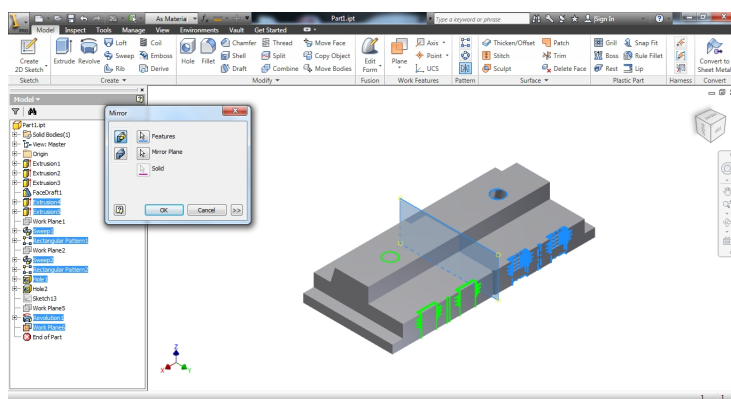 PRO
As Materia
Part1.ipt
Type a keyword or phrase
Sign In
Model Inspect Tools Manage View Environments Vault Get Started
Create 2D Sketch
Extrude
Revolve
Loft
Sweep
Rib
Coil
Emboss
Derive
Hole
Fillet
Chamfer
Shell
Draft
Thread
Split
Combine
Move Face
Copy Object
Move Bodies
Edit Form
Plane
Axis
Point
UCS
Thicken/Offset
Stitch
Sculpt
Patch
Trim
Delete Face
Grill
Boss
Rest
Snap Fit
Rule Fillet
Lip
Convert to Sheet Metal
Sketch
Create
Modify
Fusion
Work Features
Pattern
Surface
Plastic Part
Harness
Convert
Model
Part1.ipt
Solid Bodies(1)
View: Master
Origin
Extrusion1
Extrusion2
Extrusion3
FaceDraft1
Extrusion4
Extrusion5
Work Plane1
Sweep1
Rectangular Pattern1
Work Plane2
Sweep2
Rectangular Pattern2
Hole1
Hole2
Sketch13
Work Plane5
Revolution1
Work Plane6
End of Part
Mirror
Features
Mirror Plane
Solid
OK
Cancel
>>
Z
X
Y
1 1